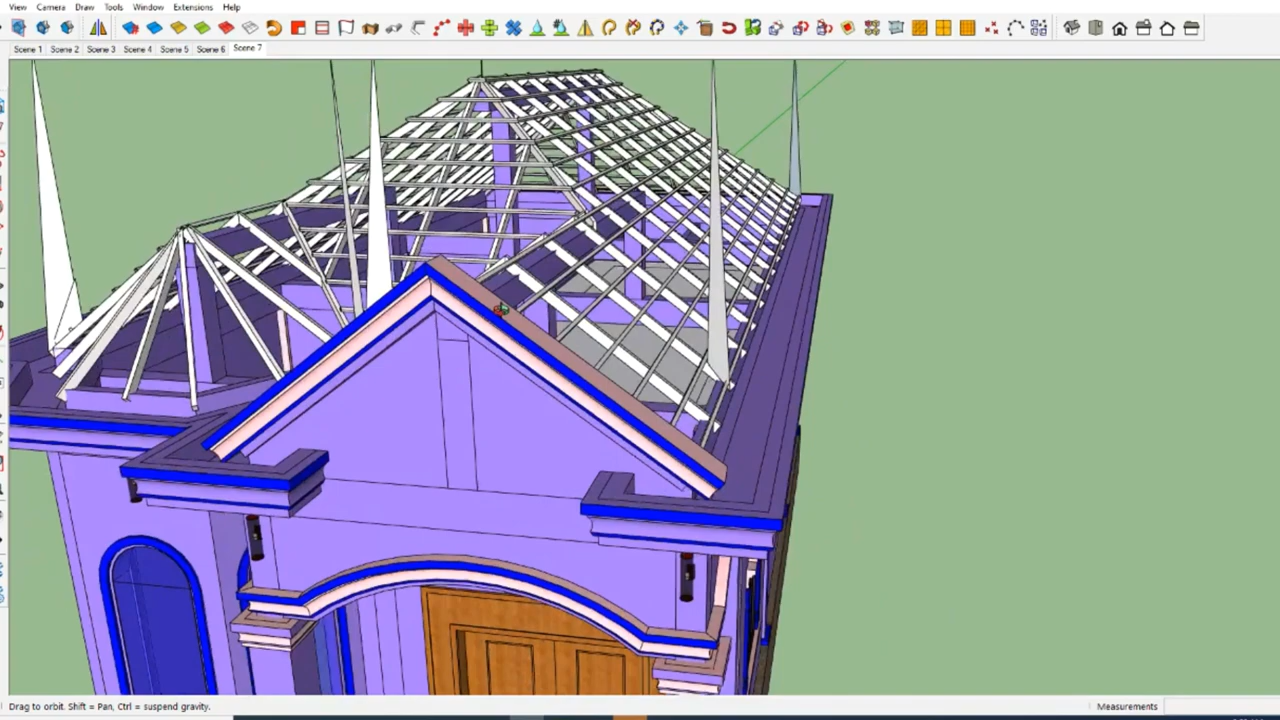 View Camera Draw Tools Window Extensions Help
Scene 1 Scene 2 Scene 3 Scene 4 Scene 5 Scene 6 Scene 7
Drag to orbit. Shift = Pan, Ctrl = suspend gravity. Measurements